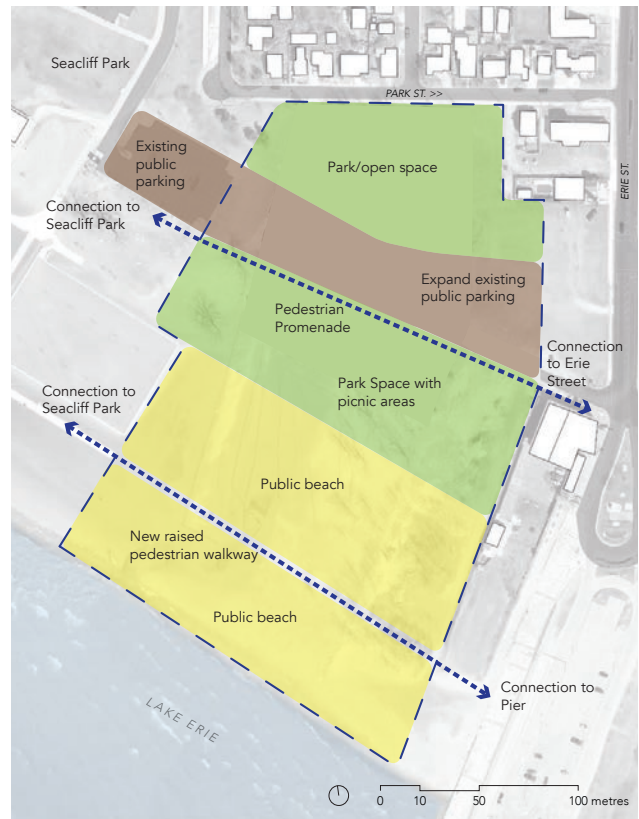 Seacliff Park
PARK ST. >>
ERIE ST.
Existing
public
parking
Park/open space
Connection to
Seacliff Park
Expand existing
public parking
Pedestrian
Promenade
Connection
to Erie
Street
Connection to
Seacliff Park
Park Space with
picnic areas
Public beach
New raised
pedestrian walkway
Public beach
Connection to
Pier
LAKE ERIE
0 10 50 100 metres